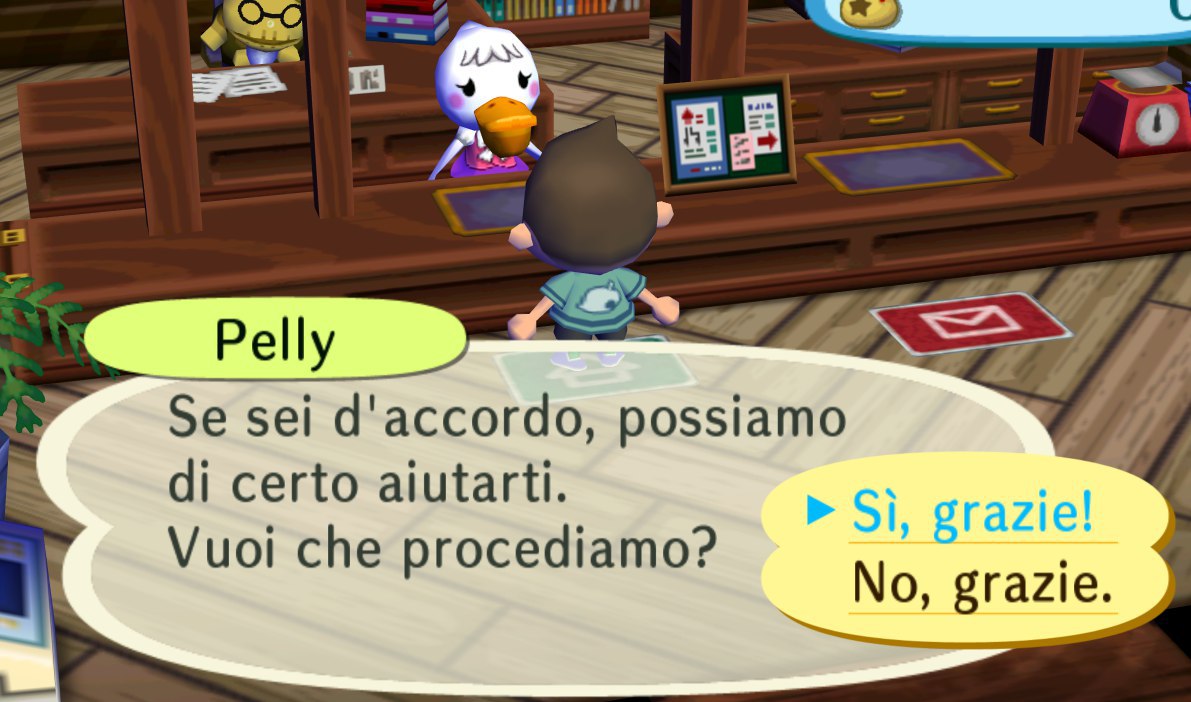 Pelly
Se sei d'accordo, possiamo
di certo aiutarti.
Vuoi che procediamo?
Sì, grazie!
No, grazie.